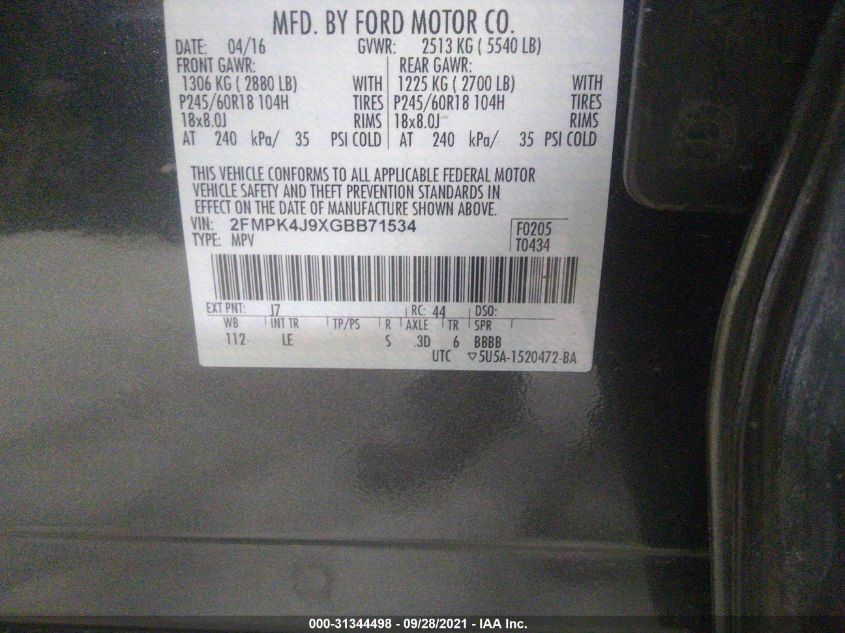 MFD. BY FORD MOTOR CO.
DATE: 04/16 GVWR: 2513 KG ( 5540 LB)
FRONT GAWR: REAR GAWR:
1306 KG ( 2880 LB) WITH 1225 KG ( 2700 LB) WITH
P245/60R18 104H TIRES P245/60R18 104H TIRES
18x8.0J RIMS 18x8.0J RIMS
AT 240 kPa/ 35 PSI COLD AT 240 kPa/ 35 PSI COLD
THIS VEHICLE CONFORMS TO ALL APPLICABLE FEDERAL MOTOR
VEHICLE SAFETY AND THEFT PREVENTION STANDARDS IN
EFFECT ON THE DATE OF MANUFACTURE SHOWN ABOVE.
VIN: 2FMPK4J9XGBB71534 F0205
TYPE: MPV T0434
EXT PNT: J7 RC: 44 DSO:
WB INT TR TP/PS R AXLE TR SPR
112 LE S 3D 6 BBBB
UTC ▽5U5A-1520472-BA
000-31344498 - 09/28/2021 - IAA Inc.